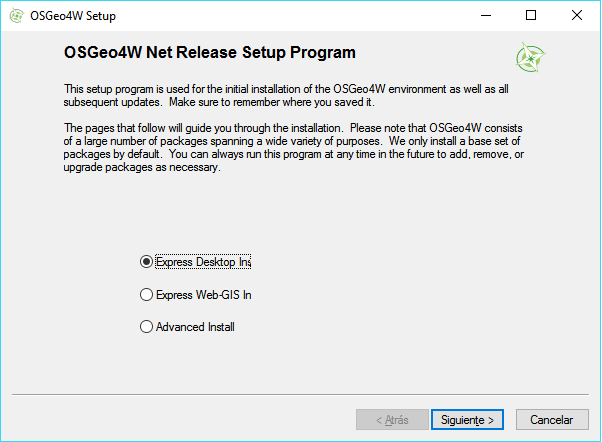 OSGeo4W Setup
OSGeo4W Net Release Setup Program
This setup program is used for the initial installation of the OSGeo4W environment as well as all
subsequent updates. Make sure to remember where you saved it.
The pages that follow will guide you through the installation. Please note that OSGeo4W consists
of a large number of packages spanning a wide variety of purposes. We only install a base set of
packages by default. You can always run this program at any time in the future to add, remove, or
upgrade packages as necessary.
Express Desktop Ins
Express Web-GIS In
Advanced Install
< Atrás Siguiente > Cancelar